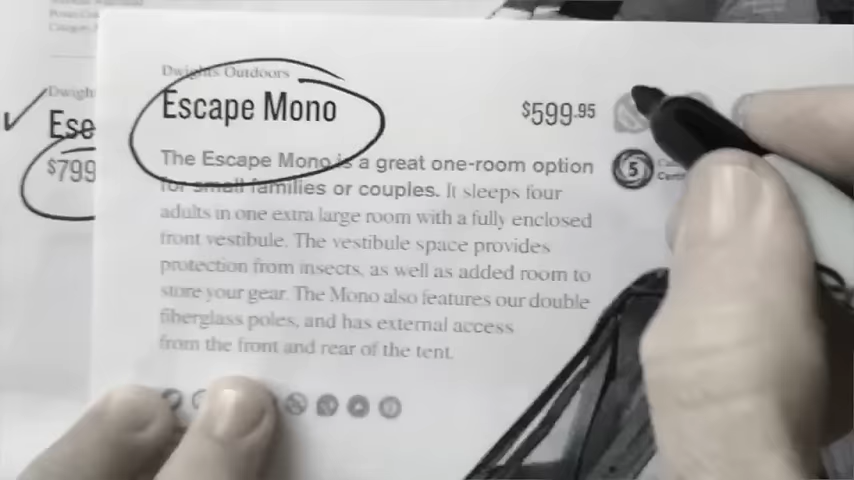 Dwigh
Ese
$799
Dwights Outdoors
Escape Mono
$599.95
The Escape Mono is a great one-room option
for small families or couples. It sleeps four
adults in one extra large room with a fully enclosed
front vestibule. The vestibule space provides
protection from insects, as well as added room to
store your gear. The Mono also features our double
fiberglass poles, and has external access
from the front and rear of the tent.
5